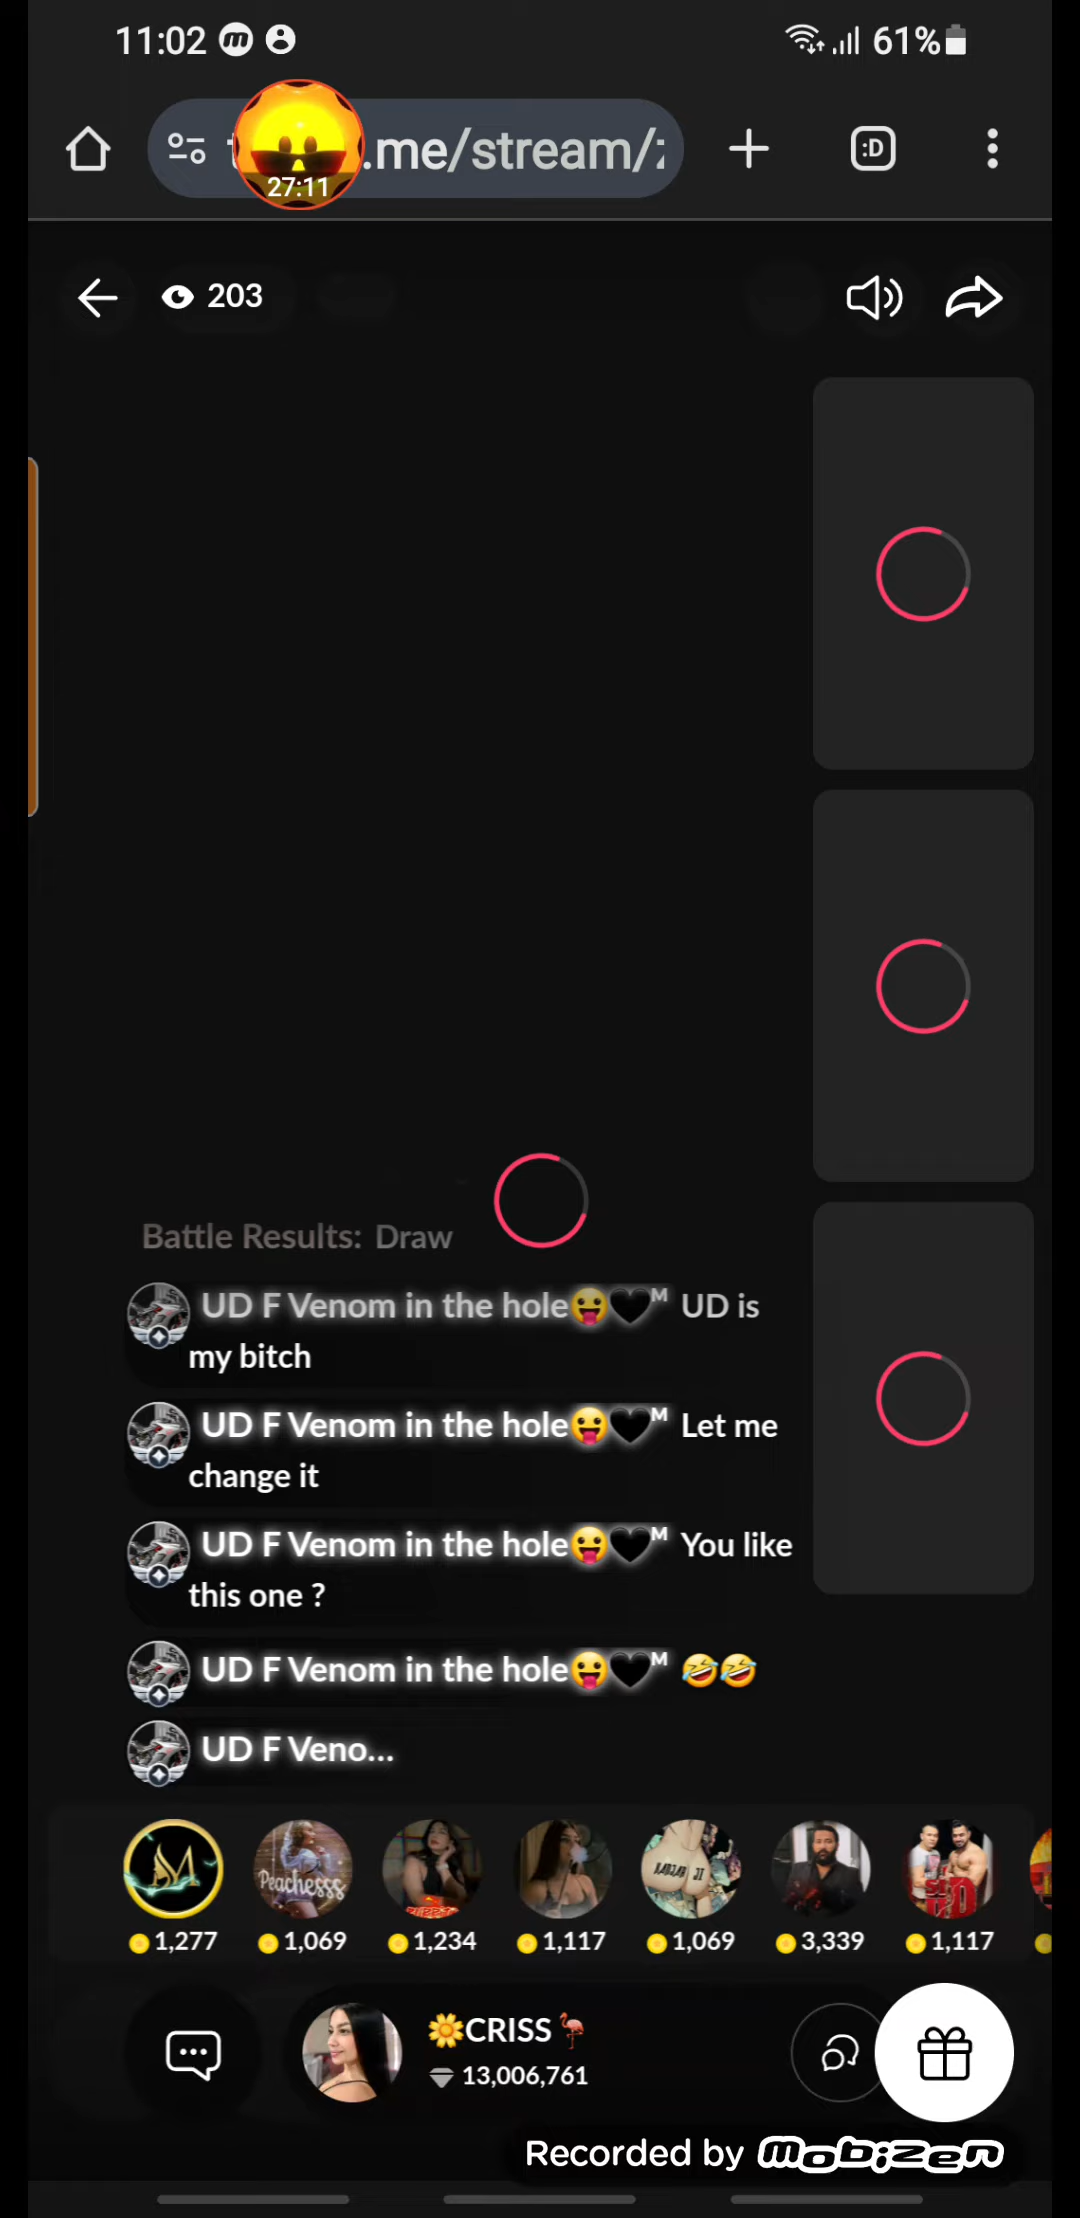 11:02
61%
.me/stream/
:D
27:11
203
Battle Results: Draw
UD F Venom in the hole😛🖤ᴹ UD is
my bitch
UD F Venom in the hole😛🖤ᴹ Let me
change it
UD F Venom in the hole😛🖤ᴹ You like
this one ?
UD F Venom in the hole😛🖤ᴹ 🤣🤣
UD F Veno...
Peachesss
1,277
1,069
1,234
1,117
1,069
3,339
1,117
🌼CRISS🦩
13,006,761
Recorded by mobizen